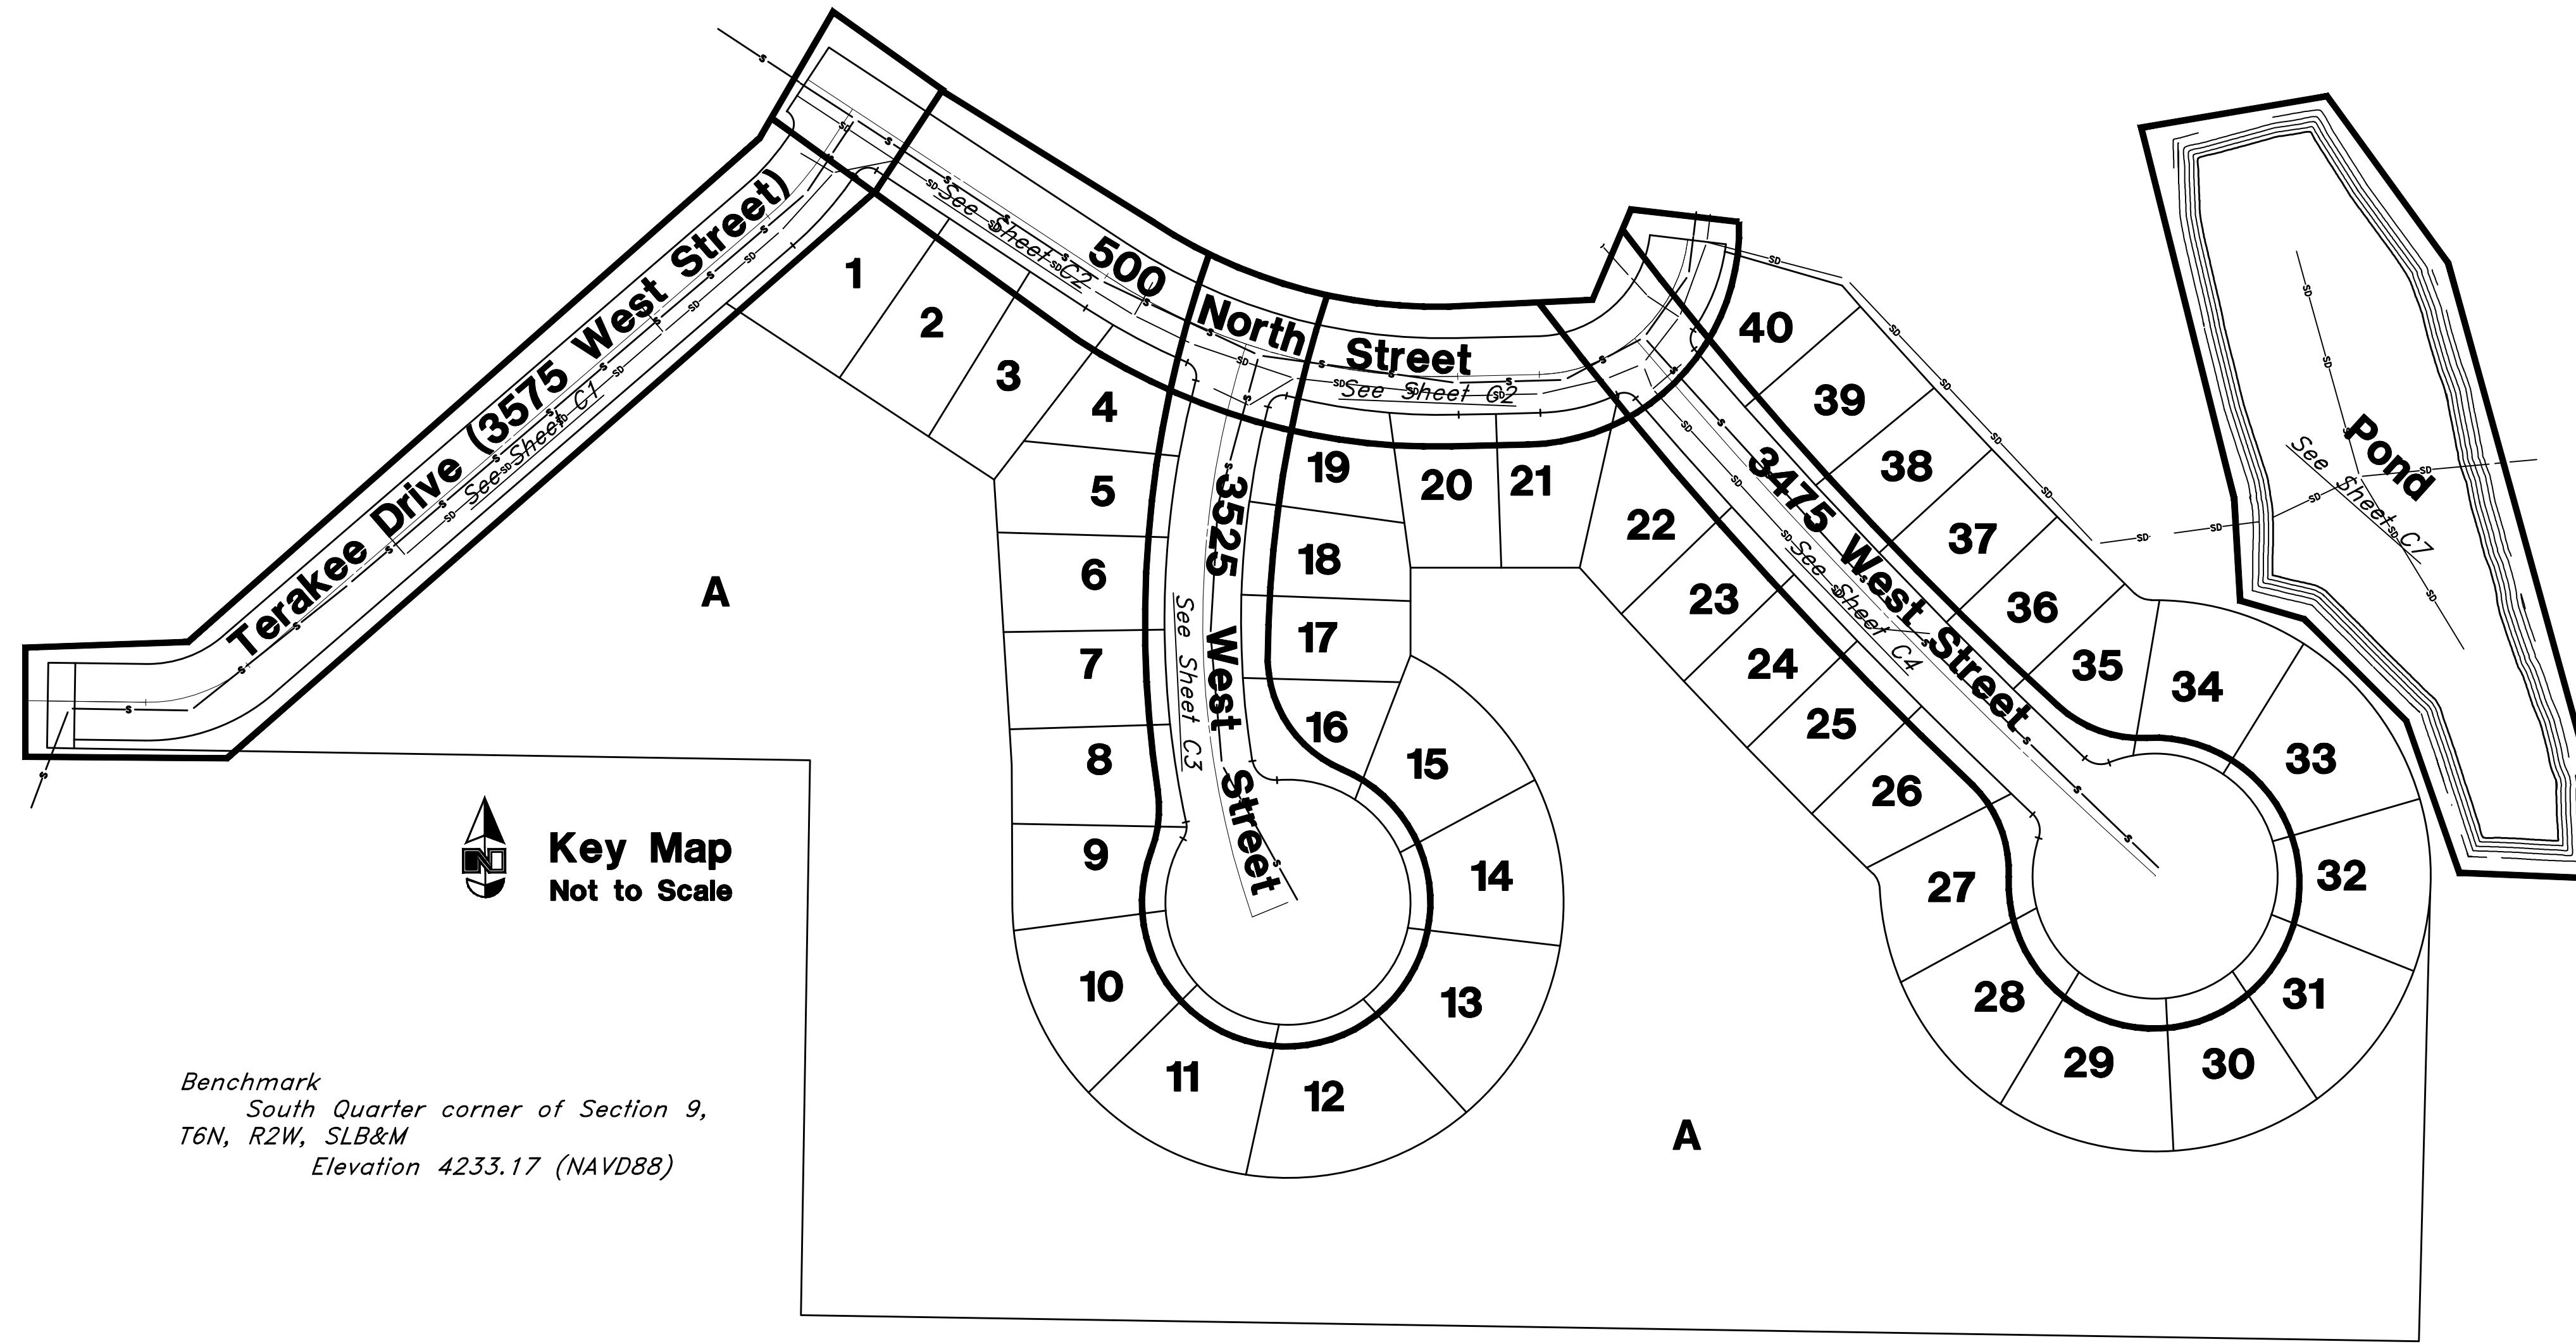 Terakee Drive (3575 West Street)
See Sheet C1
500 North Street
See Sheet C2
See Sheet C2
3525 West Street
See Sheet C3
3475 West Street
See Sheet C4
Pond
See Sheet C7
1
2
3
4
5
6
7
8
9
10
11
12
13
14
15
16
17
18
19
20
21
22
23
24
25
26
27
28
29
30
31
32
33
34
35
36
37
38
39
40
A
A
N
Key Map
Not to Scale
Benchmark
South Quarter corner of Section 9,
T6N, R2W, SLB&M
Elevation 4233.17 (NAVD88)